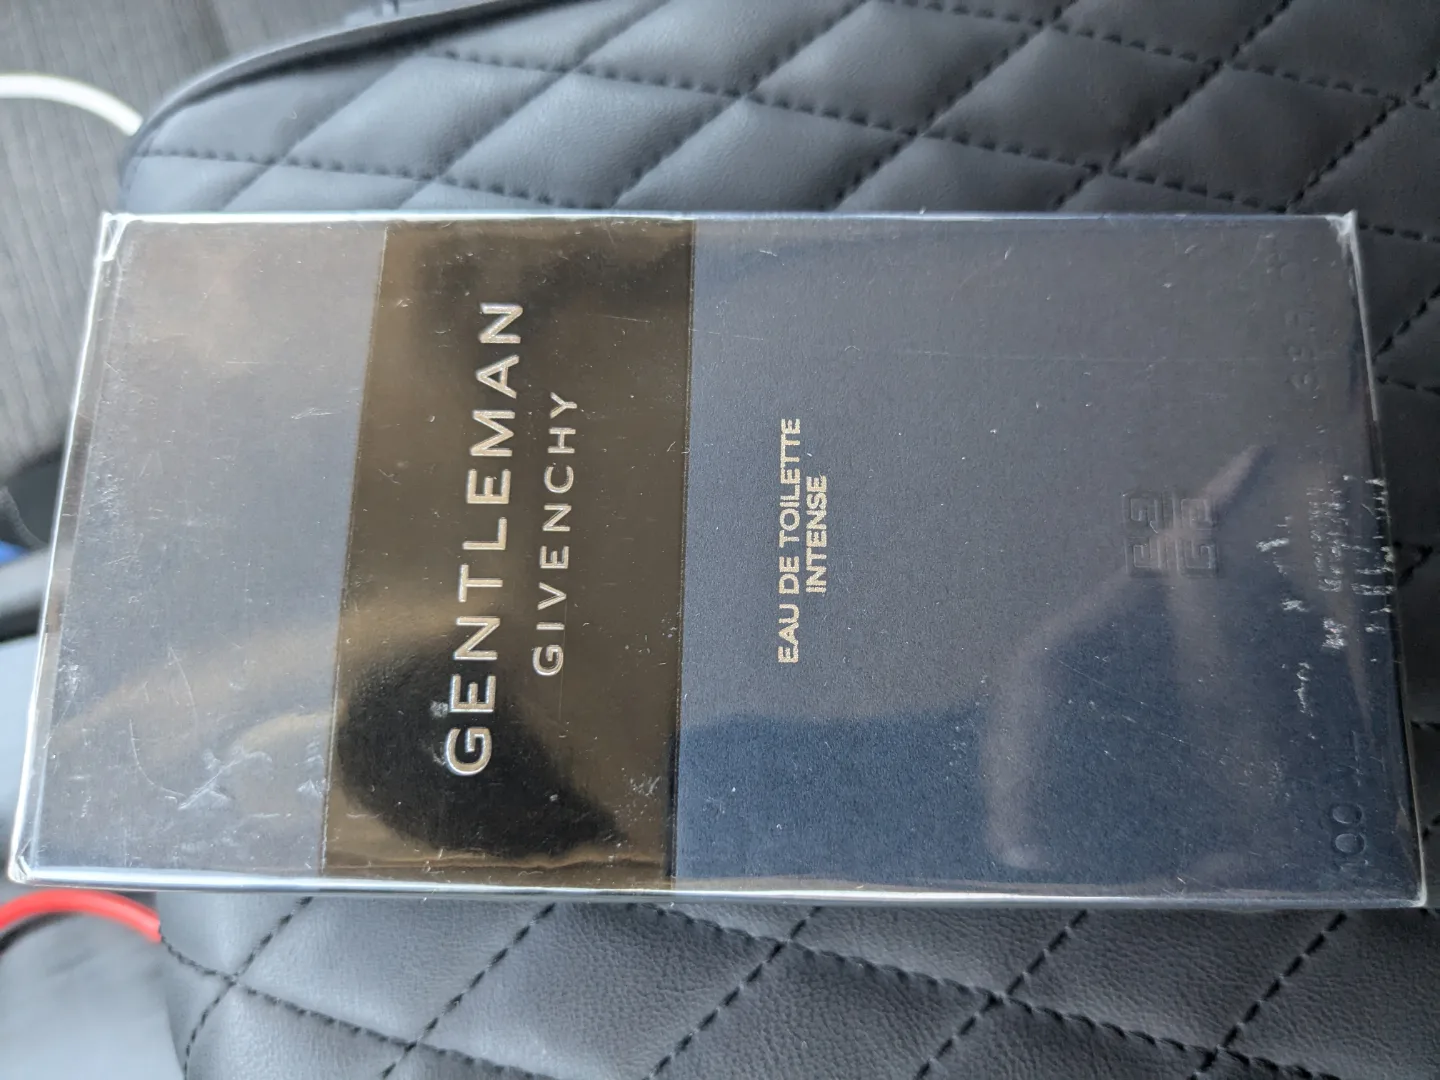 GENTLEMAN
GIVENCHY
EAU DE TOILETTE
INTENSE